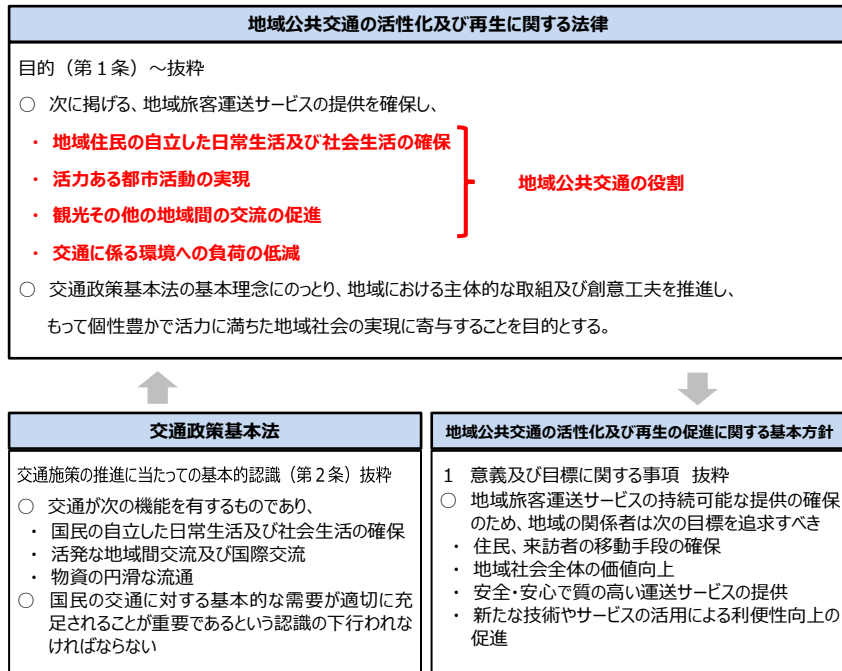 地域公共交通の活性化及び再生に関する法律
目的（第１条）～抜粋
○ 次に掲げる、地域旅客運送サービスの提供を確保し、
・ 地域住民の自立した日常生活及び社会生活の確保
・ 活力ある都市活動の実現
・ 観光その他の地域間の交流の促進
・ 交通に係る環境への負荷の低減
地域公共交通の役割
○ 交通政策基本法の基本理念にのっとり、地域における主体的な取組及び創意工夫を推進し、
もって個性豊かで活力に満ちた地域社会の実現に寄与することを目的とする。
交通政策基本法
交通施策の推進に当たっての基本的認識（第２条）抜粋
○ 交通が次の機能を有するものであり、
・ 国民の自立した日常生活及び社会生活の確保
・ 活発な地域間交流及び国際交流
・ 物資の円滑な流通
○ 国民の交通に対する基本的な需要が適切に充
足されることが重要であるという認識の下行われな
ければならない
地域公共交通の活性化及び再生の促進に関する基本方針
１ 意義及び目標に関する事項 抜粋
○ 地域旅客運送サービスの持続可能な提供の確保
のため、地域の関係者は次の目標を追求すべき
・ 住民、来訪者の移動手段の確保
・ 地域社会全体の価値向上
・ 安全・安心で質の高い運送サービスの提供
・ 新たな技術やサービスの活用による利便性向上の
促進